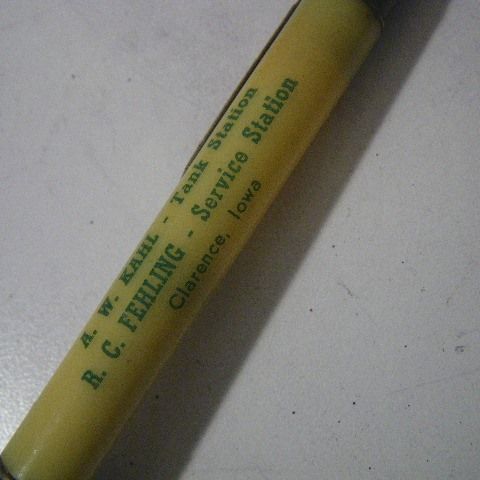 A. W. KAHL - Tank Station
R. C. FEHLING - Service Station
Clarence, Iowa